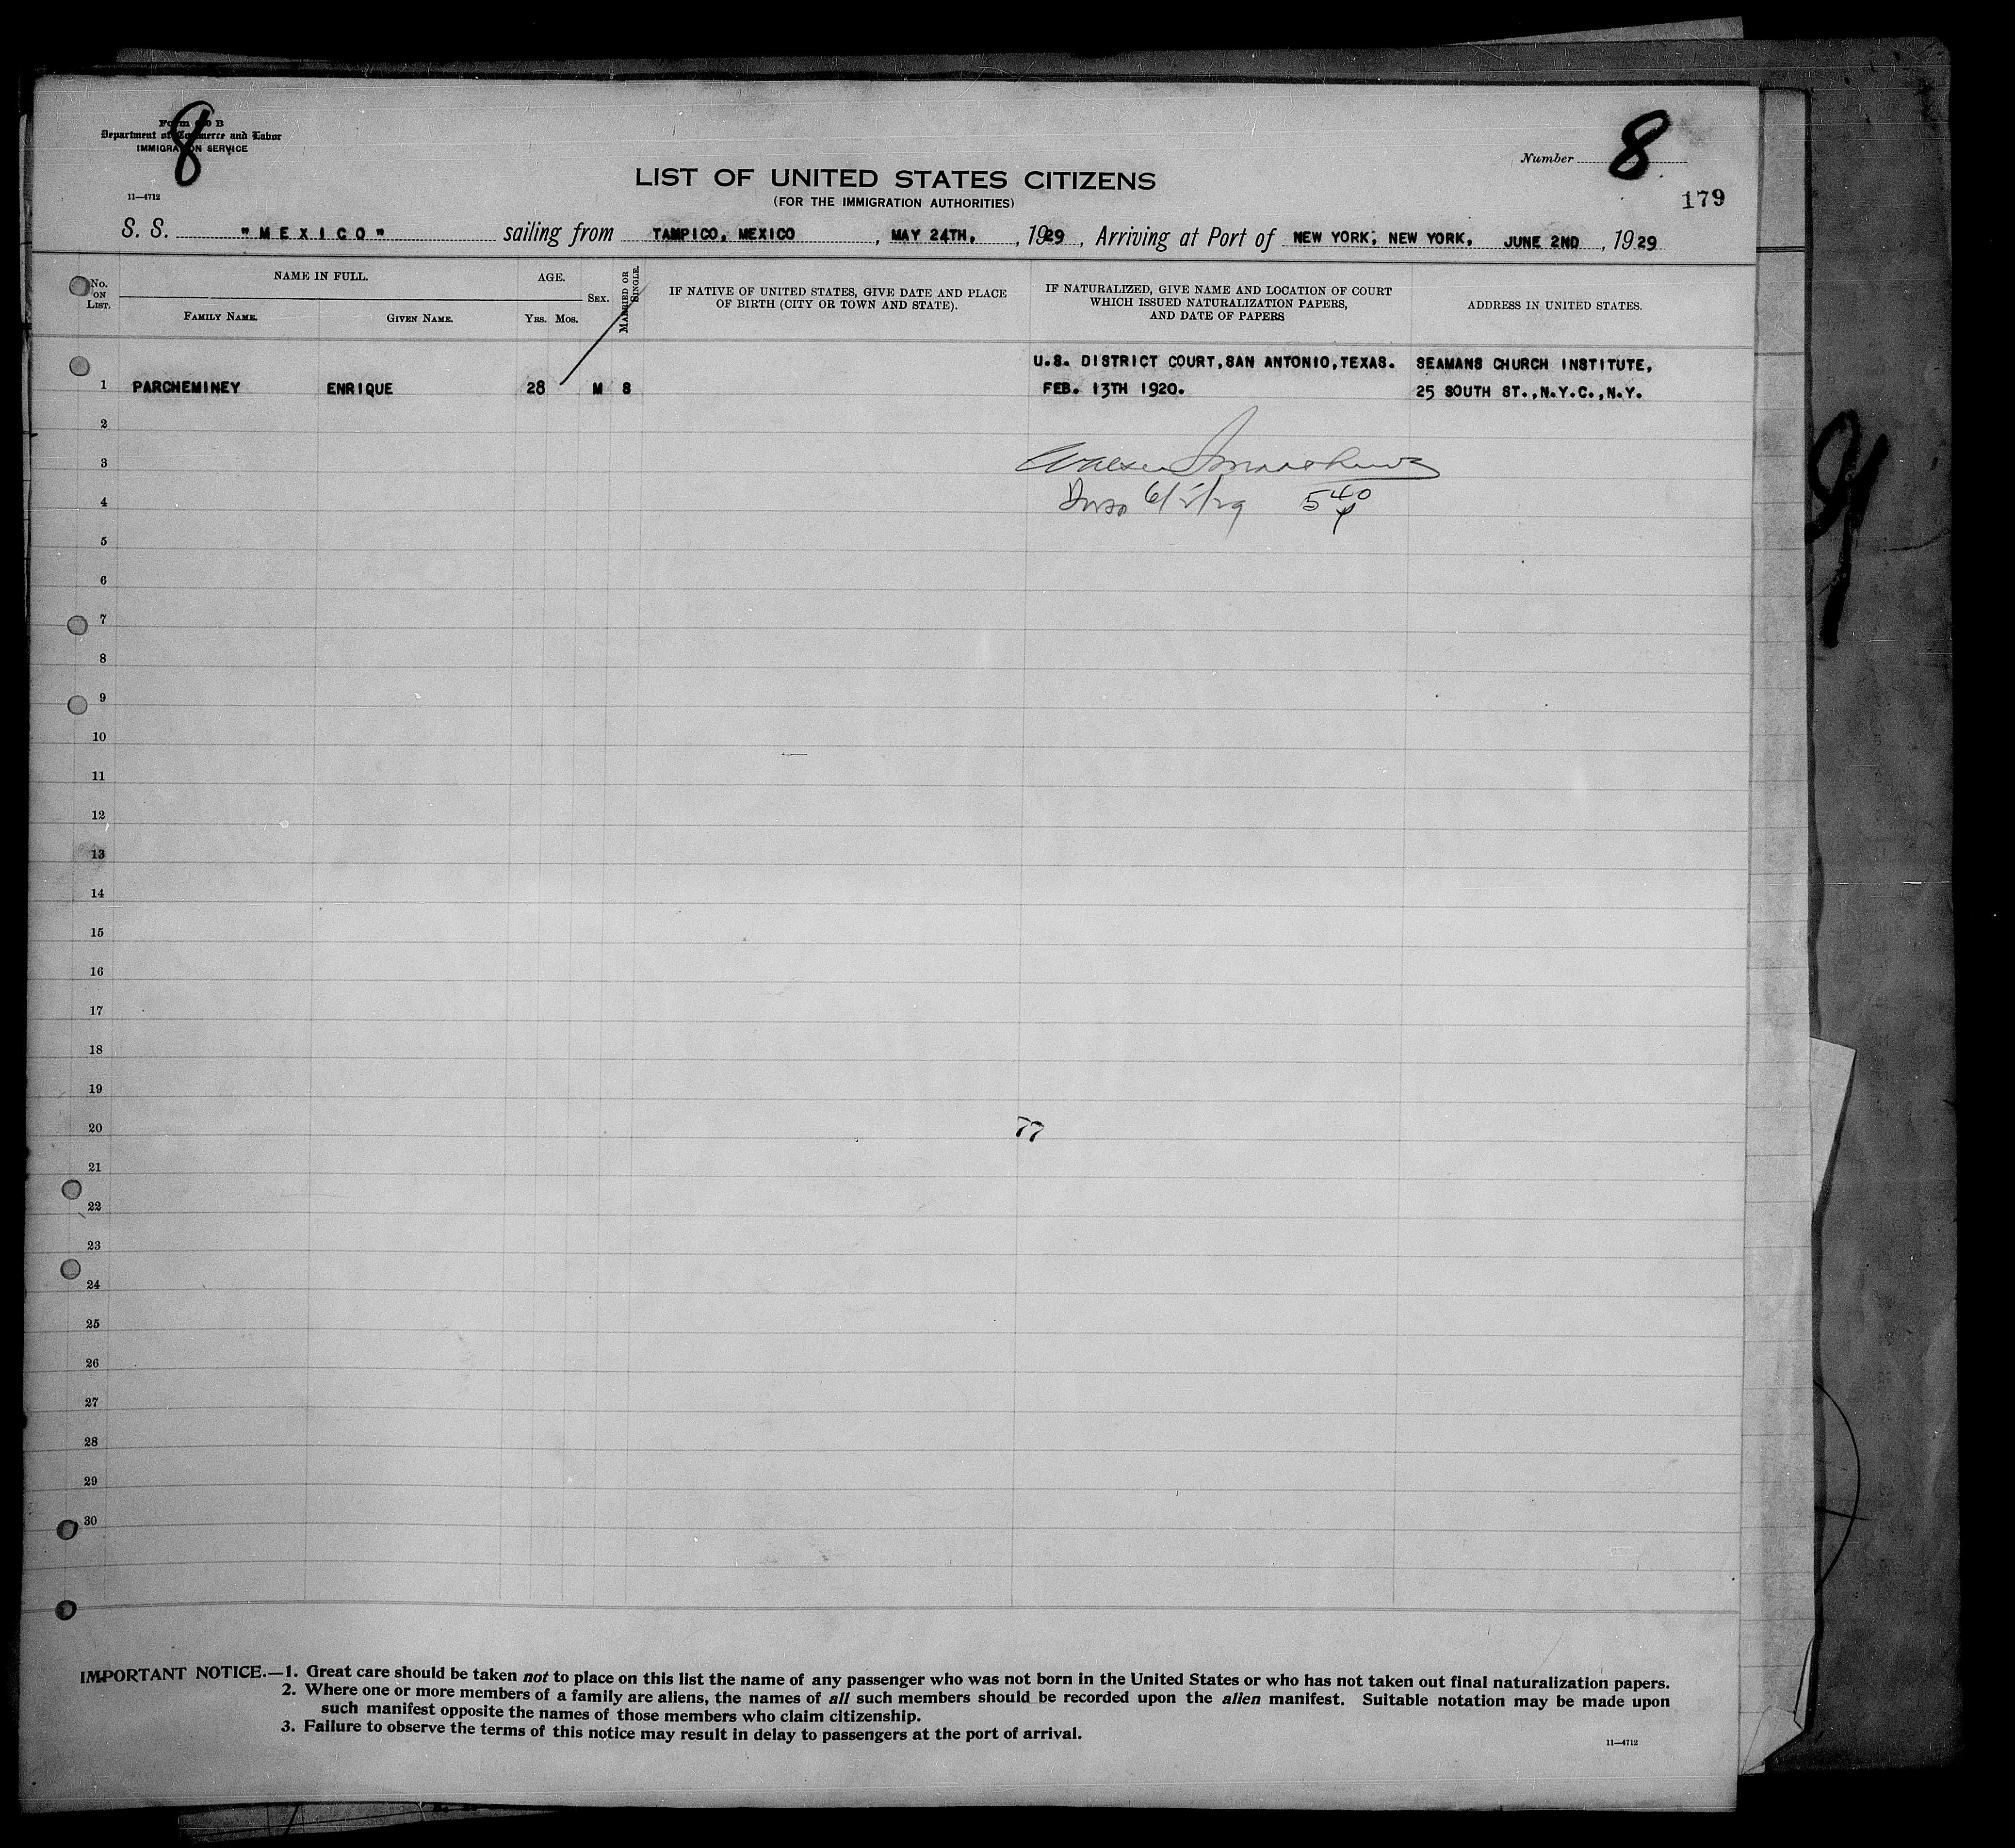 8
Department of Commerce and Labor
IMMIGRATION SERVICE
11—4712
Number 8
179
LIST OF UNITED STATES CITIZENS
(FOR THE IMMIGRATION AUTHORITIES)
S. S. "MEXICO" sailing from TAMPICO, MEXICO, MAY 24TH, , 1929, Arriving at Port of NEW YORK, NEW YORK, JUNE 2ND, 1929
No. ON LIST.
NAME IN FULL.
FAMILY NAME.
GIVEN NAME.
AGE.
YRS. MOS.
SEX.
MARRIED OR SINGLE.
IF NATIVE OF UNITED STATES, GIVE DATE AND PLACE
OF BIRTH (CITY OR TOWN AND STATE).
IF NATURALIZED, GIVE NAME AND LOCATION OF COURT
WHICH ISSUED NATURALIZATION PAPERS,
AND DATE OF PAPERS
ADDRESS IN UNITED STATES.
U.S. DISTRICT COURT, SAN ANTONIO, TEXAS. SEAMANS CHURCH INSTITUTE,
1 PARCHEMINEY ENRIQUE 28 M S FEB. 13TH 1920. 25 SOUTH ST., N.Y.C., N.Y.
2
3
4
5
6
7
8
9
10
11
12
13
14
15
16
17
18
19
20 77
21
22
23
24
25
26
27
28
29
30
IMPORTANT NOTICE.—1. Great care should be taken not to place on this list the name of any passenger who was not born in the United States or who has not taken out final naturalization papers.
2. Where one or more members of a family are aliens, the names of all such members should be recorded upon the alien manifest. Suitable notation may be made upon
such manifest opposite the names of those members who claim citizenship.
3. Failure to observe the terms of this notice may result in delay to passengers at the port of arrival.
11—4712